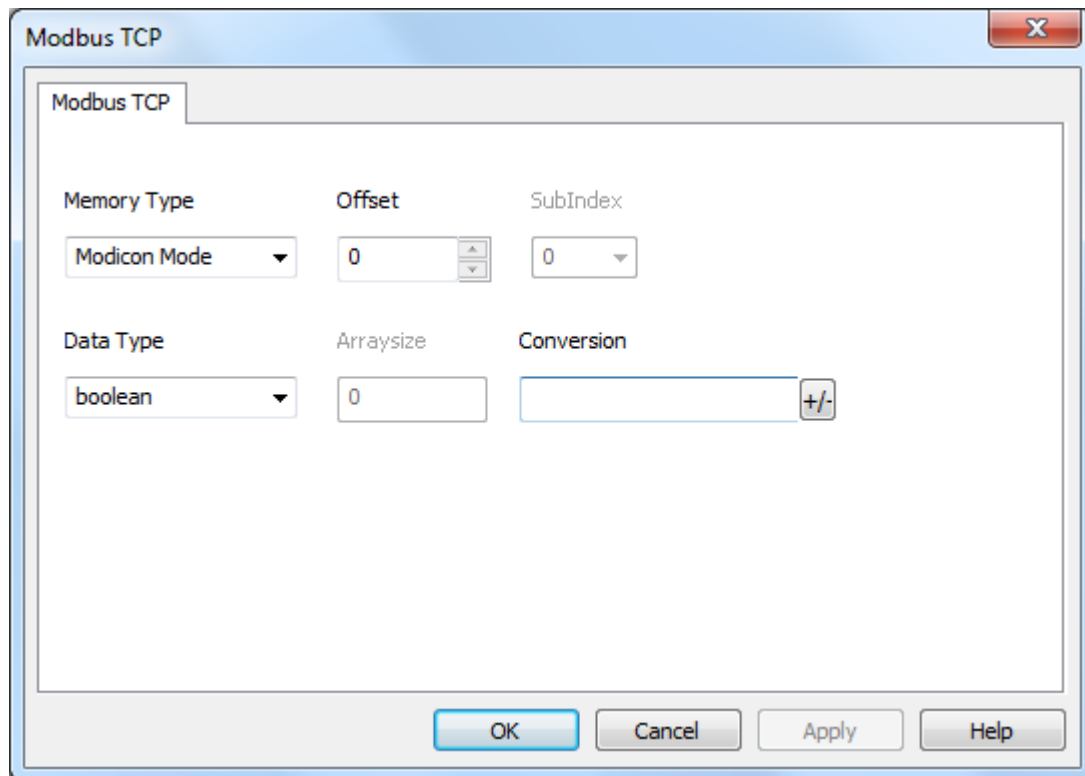 Modbus TCP
Modbus TCP
Memory Type Offset SubIndex
Modicon Mode 0 0
Data Type Arraysize Conversion
boolean 0 +/-
OK Cancel Apply Help